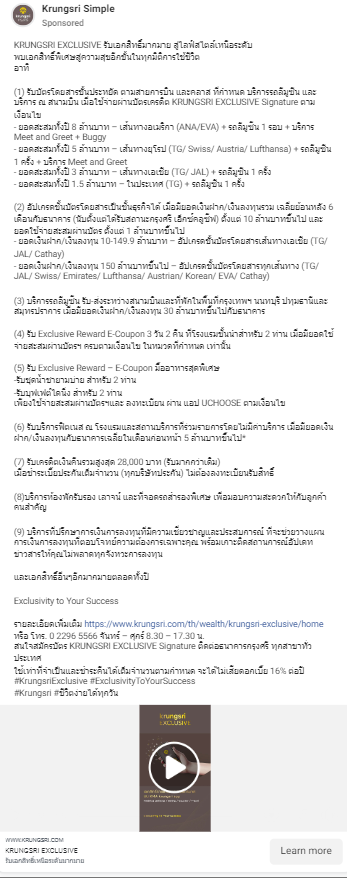 Krungsri Simple
Sponsored
KRUNGSRI EXCLUSIVE รับเอกสิทธิ์มากมาย สู่ไลฟ์สไตล์เหนือระดับ
พบเอกสิทธิ์พิเศษสู่ความสุขอีกขั้นในทุกมิติการใช้ชีวิต
อาทิ
(1) รับบัตรโดยสารชั้นประหยัด ตามสายการบิน และคลาส ที่กำหนด บริการรถลีมูซีน และ
บริการ ณ สนามบิน เมื่อใช้จ่ายผ่านบัตรเครดิต KRUNGSRI EXCLUSIVE Signature ตาม
เงื่อนไข
- ยอดสะสมทั้งปี 8 ล้านบาท – เส้นทางอเมริกา (ANA/EVA) + รถลีมูซีน 1 รอบ + บริการ
Meet and Greet + Buggy
- ยอดสะสมทั้งปี 5 ล้านบาท – เส้นทางยุโรป (TG/ Swiss/ Austria/ Lufthansa) + รถลีมูซีน
1 ครั้ง + บริการ Meet and Greet
- ยอดสะสมทั้งปี 3 ล้านบาท – เส้นทางเอเชีย (TG/ JAL) + รถลีมูซีน 1 ครั้ง
- ยอดสะสมทั้งปี 1.5 ล้านบาท – ในประเทศ (TG) + รถลีมูซีน 1 ครั้ง
(2) อัปเกรดชั้นบัตรโดยสารเป็นชั้นธุรกิจได้ เมื่อมียอดเงินฝาก/เงินลงทุนรวม เฉลี่ยย้อนหลัง 6
เดือนกับธนาคาร (นับตั้งแต่ได้รับสถานะกรุงศรี เอ็กซ์คลูซีฟ) ตั้งแต่ 10 ล้านบาทขึ้นไป และ
ยอดใช้จ่ายสะสมผ่านบัตร ตั้งแต่ 1 ล้านบาทขึ้นไป
- ยอดเงินฝาก/เงินลงทุน 10-149.9 ล้านบาท – อัปเกรดชั้นบัตรโดยสารเส้นทางเอเชีย (TG/
JAL/ Cathay)
- ยอดเงินฝาก/เงินลงทุน 150 ล้านบาทขึ้นไป – อัปเกรดชั้นบัตรโดยสารทุกเส้นทาง (TG/
JAL/ Swiss/ Emirates/ Lufthansa/ Austrian/ Korean/ EVA/ Cathay)
(3) บริการรถลีมูซีน รับ-ส่งระหว่างสนามบินและที่พักในพื้นที่กรุงเทพฯ นนทบุรี ปทุมธานีและ
สมุทรปราการ เมื่อมียอดเงินฝาก/เงินลงทุน 30 ล้านบาทขึ้นไปกับธนาคาร
(4) รับ Exclusive Reward E-Coupon 3 วัน 2 คืน ที่โรงแรมชั้นนำสำหรับ 2 ท่าน เมื่อมียอดใช้
จ่ายสะสมผ่านบัตรฯ ครบตามเงื่อนไข ในหมวดที่กำหนด เท่านั้น
(5) รับ Exclusive Reward – E-Coupon มื้ออาหารสุดพิเศษ
-รับชุดน้ำชายามบ่าย สำหรับ 2 ท่าน
-รับบุฟเฟ่ต์ไดนิ่ง สำหรับ 2 ท่าน
เพียงใช้จ่ายสะสมผ่านบัตรฯและ ลงทะเบียน ผ่าน แอป UCHOOSE ตามเงื่อนไข
(6) รับบริการฟิตเนส ณ โรงแรมและสถานบริการที่ร่วมรายการโดยไม่มีค่าบริการ เมื่อมียอดเงิน
ฝาก/เงินลงทุนกับธนาคารเฉลี่ยในเดือนก่อนหน้า 5 ล้านบาทขึ้นไป*
(7) รับเครดิตเงินคืนรวมสูงสุด 28,000 บาท (รับมากกว่าเดิม)
เมื่อชำระเบี้ยประกันเต็มจำนวน (ทุกบริษัทประกัน) ไม่ต้องลงทะเบียนรับสิทธิ์
(8)บริการห้องพักรับรอง เลาจน์ และที่จอดรถสำรองพิเศษ เพื่อมอบความสะดวกให้กับลูกค้า
คนสำคัญ
(9) บริการที่ปรึกษาการเงินการลงทุนที่มีความเชี่ยวชาญและประสบการณ์ ที่จะช่วยวางแผน
การเงินการลงทุนที่ตอบโจทย์ความต้องการเฉพาะคุณ พร้อมเกาะติดสถานการณ์อัปเดท
ข่าวสารให้คุณไม่พลาดทุกจังหวะการลงทุน
และเอกสิทธิ์อื่นๆอีกมากมายตลอดทั้งปี
Exclusivity to Your Success
รายละเอียดเพิ่มเติม https://www.krungsri.com/th/wealth/krungsri-exclusive/home
หรือ โทร. 0 2296 5566 จันทร์ – ศุกร์ 8.30 – 17.30 น.
สนใจสมัครบัตร KRUNGSRI EXCLUSIVE Signature ติดต่อธนาคารกรุงศรี ทุกสาขาทั่ว
ประเทศ
ใช้เท่าที่จำเป็นและชำระคืนได้เต็มจำนวนตามกำหนด จะได้ไม่เสียดอกเบี้ย 16% ต่อปี
#KrungsriExclusive #ExclusivityToYourSuccess
#Krungsri #ชีวิตง่ายได้ทุกวัน
krungsri
EXCLUSIVE
WWW.KRUNGSRI.COM
KRUNGSRI EXCLUSIVE
รับเอกสิทธิ์เหนือระดับมากมาย
Learn more